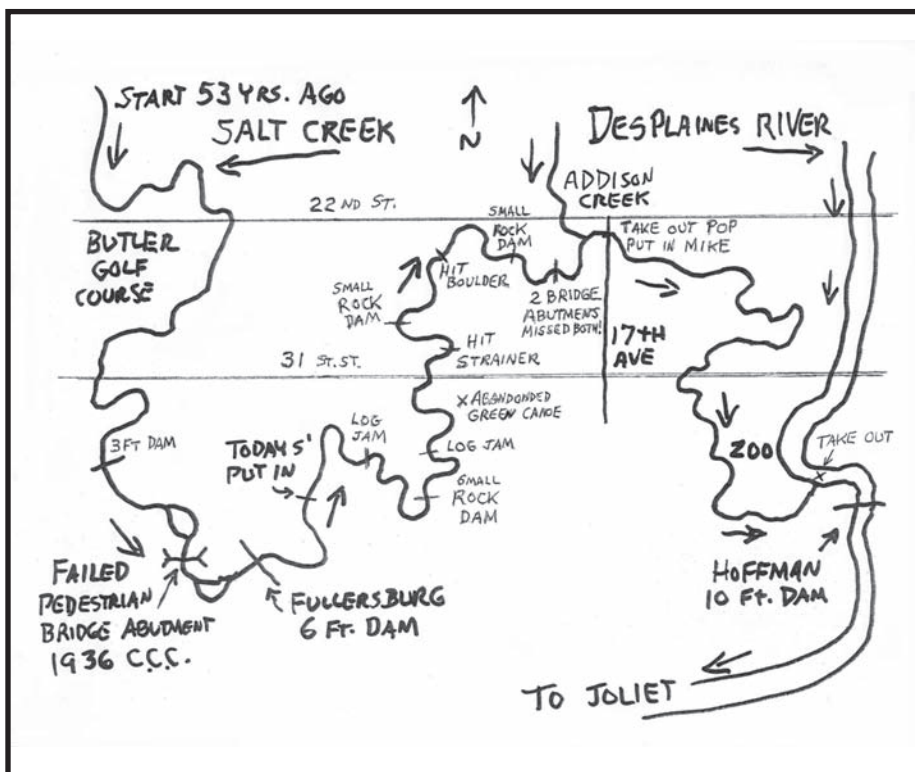 START 53 YRS. AGO
SALT CREEK
N
DESPLAINES RIVER
ADDISON
CREEK
22ND ST.
BUTLER
GOLF
COURSE
SMALL
ROCK
DAM
TAKE OUT POP
PUT IN MIKE
HIT
BOULDER
SMALL
ROCK
DAM
2 BRIDGE
ABUTMENTS
MISSED BOTH!
17TH
AVE
HIT
STRAINER
31 ST. ST.
X ABANDONDED
GREEN CANOE
3 FT DAM
LOG
JAM
TODAYS'
PUT IN
LOG JAM
ZOO
TAKE OUT
X
SMALL
ROCK
DAM
FAILED
PEDESTRIAN
BRIDGE ABUTMENT
1936 C.C.C.
FULLERSBURG
6 FT. DAM
HOFFMAN
10 FT. DAM
TO JOLIET